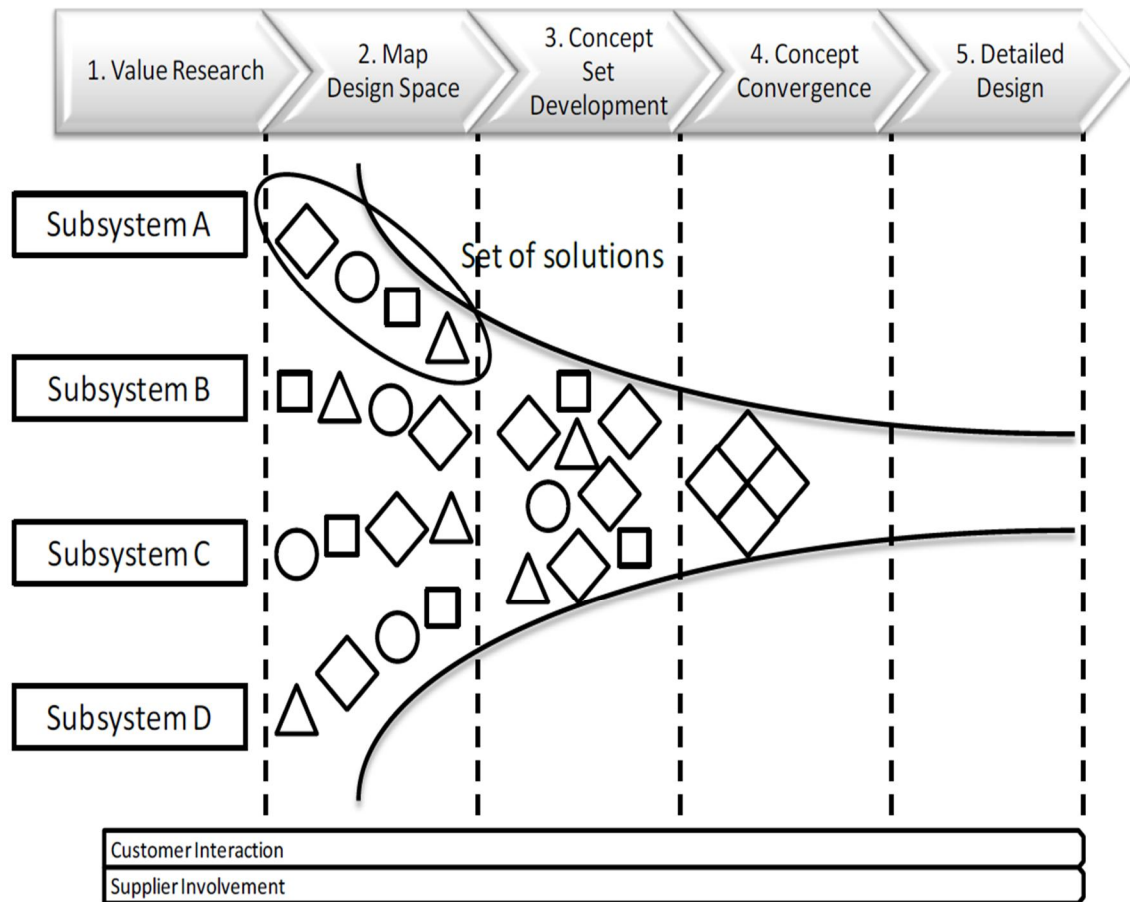 1. Value Research
2. Map
Design Space
3. Concept
Set
Development
4. Concept
Convergence
5. Detailed
Design
Subsystem A
Set of solutions
Subsystem B
Subsystem C
Subsystem D
Customer Interaction
Supplier Involvement